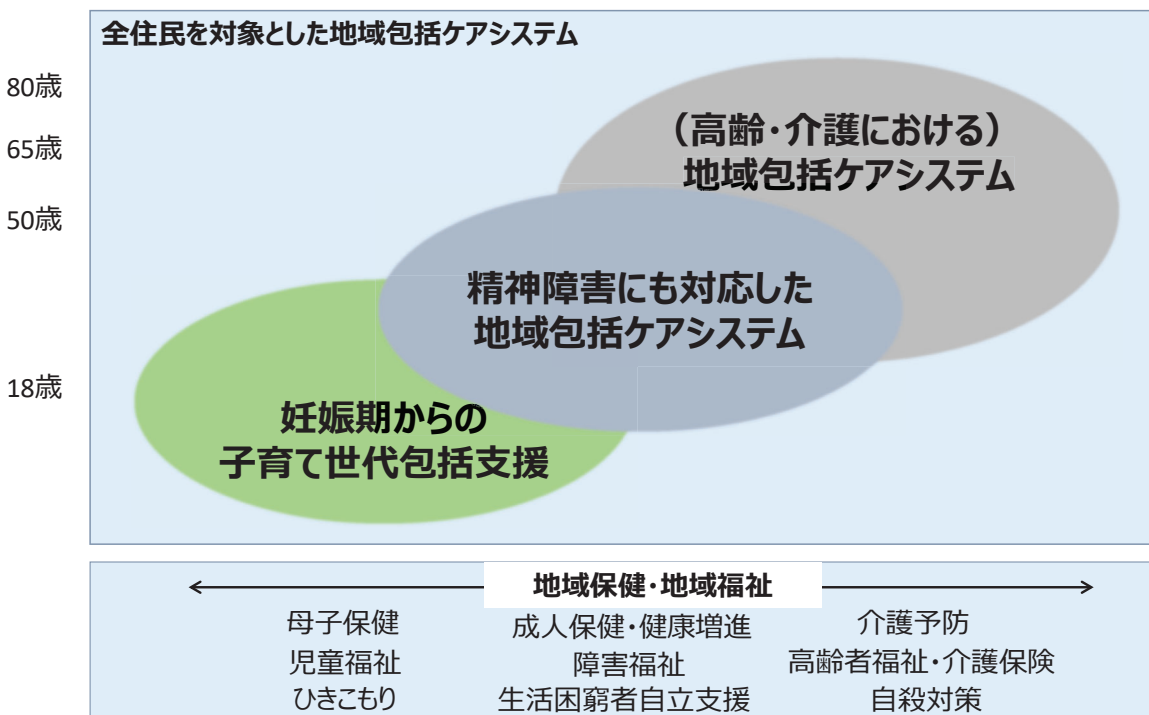 全住民を対象とした地域包括ケアシステム
80歳
65歳
50歳
18歳
（高齢・介護における）
地域包括ケアシステム
精神障害にも対応した
地域包括ケアシステム
妊娠期からの
子育て世代包括支援
地域保健・地域福祉
母子保健
児童福祉
ひきこもり
成人保健・健康増進
障害福祉
生活困窮者自立支援
介護予防
高齢者福祉・介護保険
自殺対策